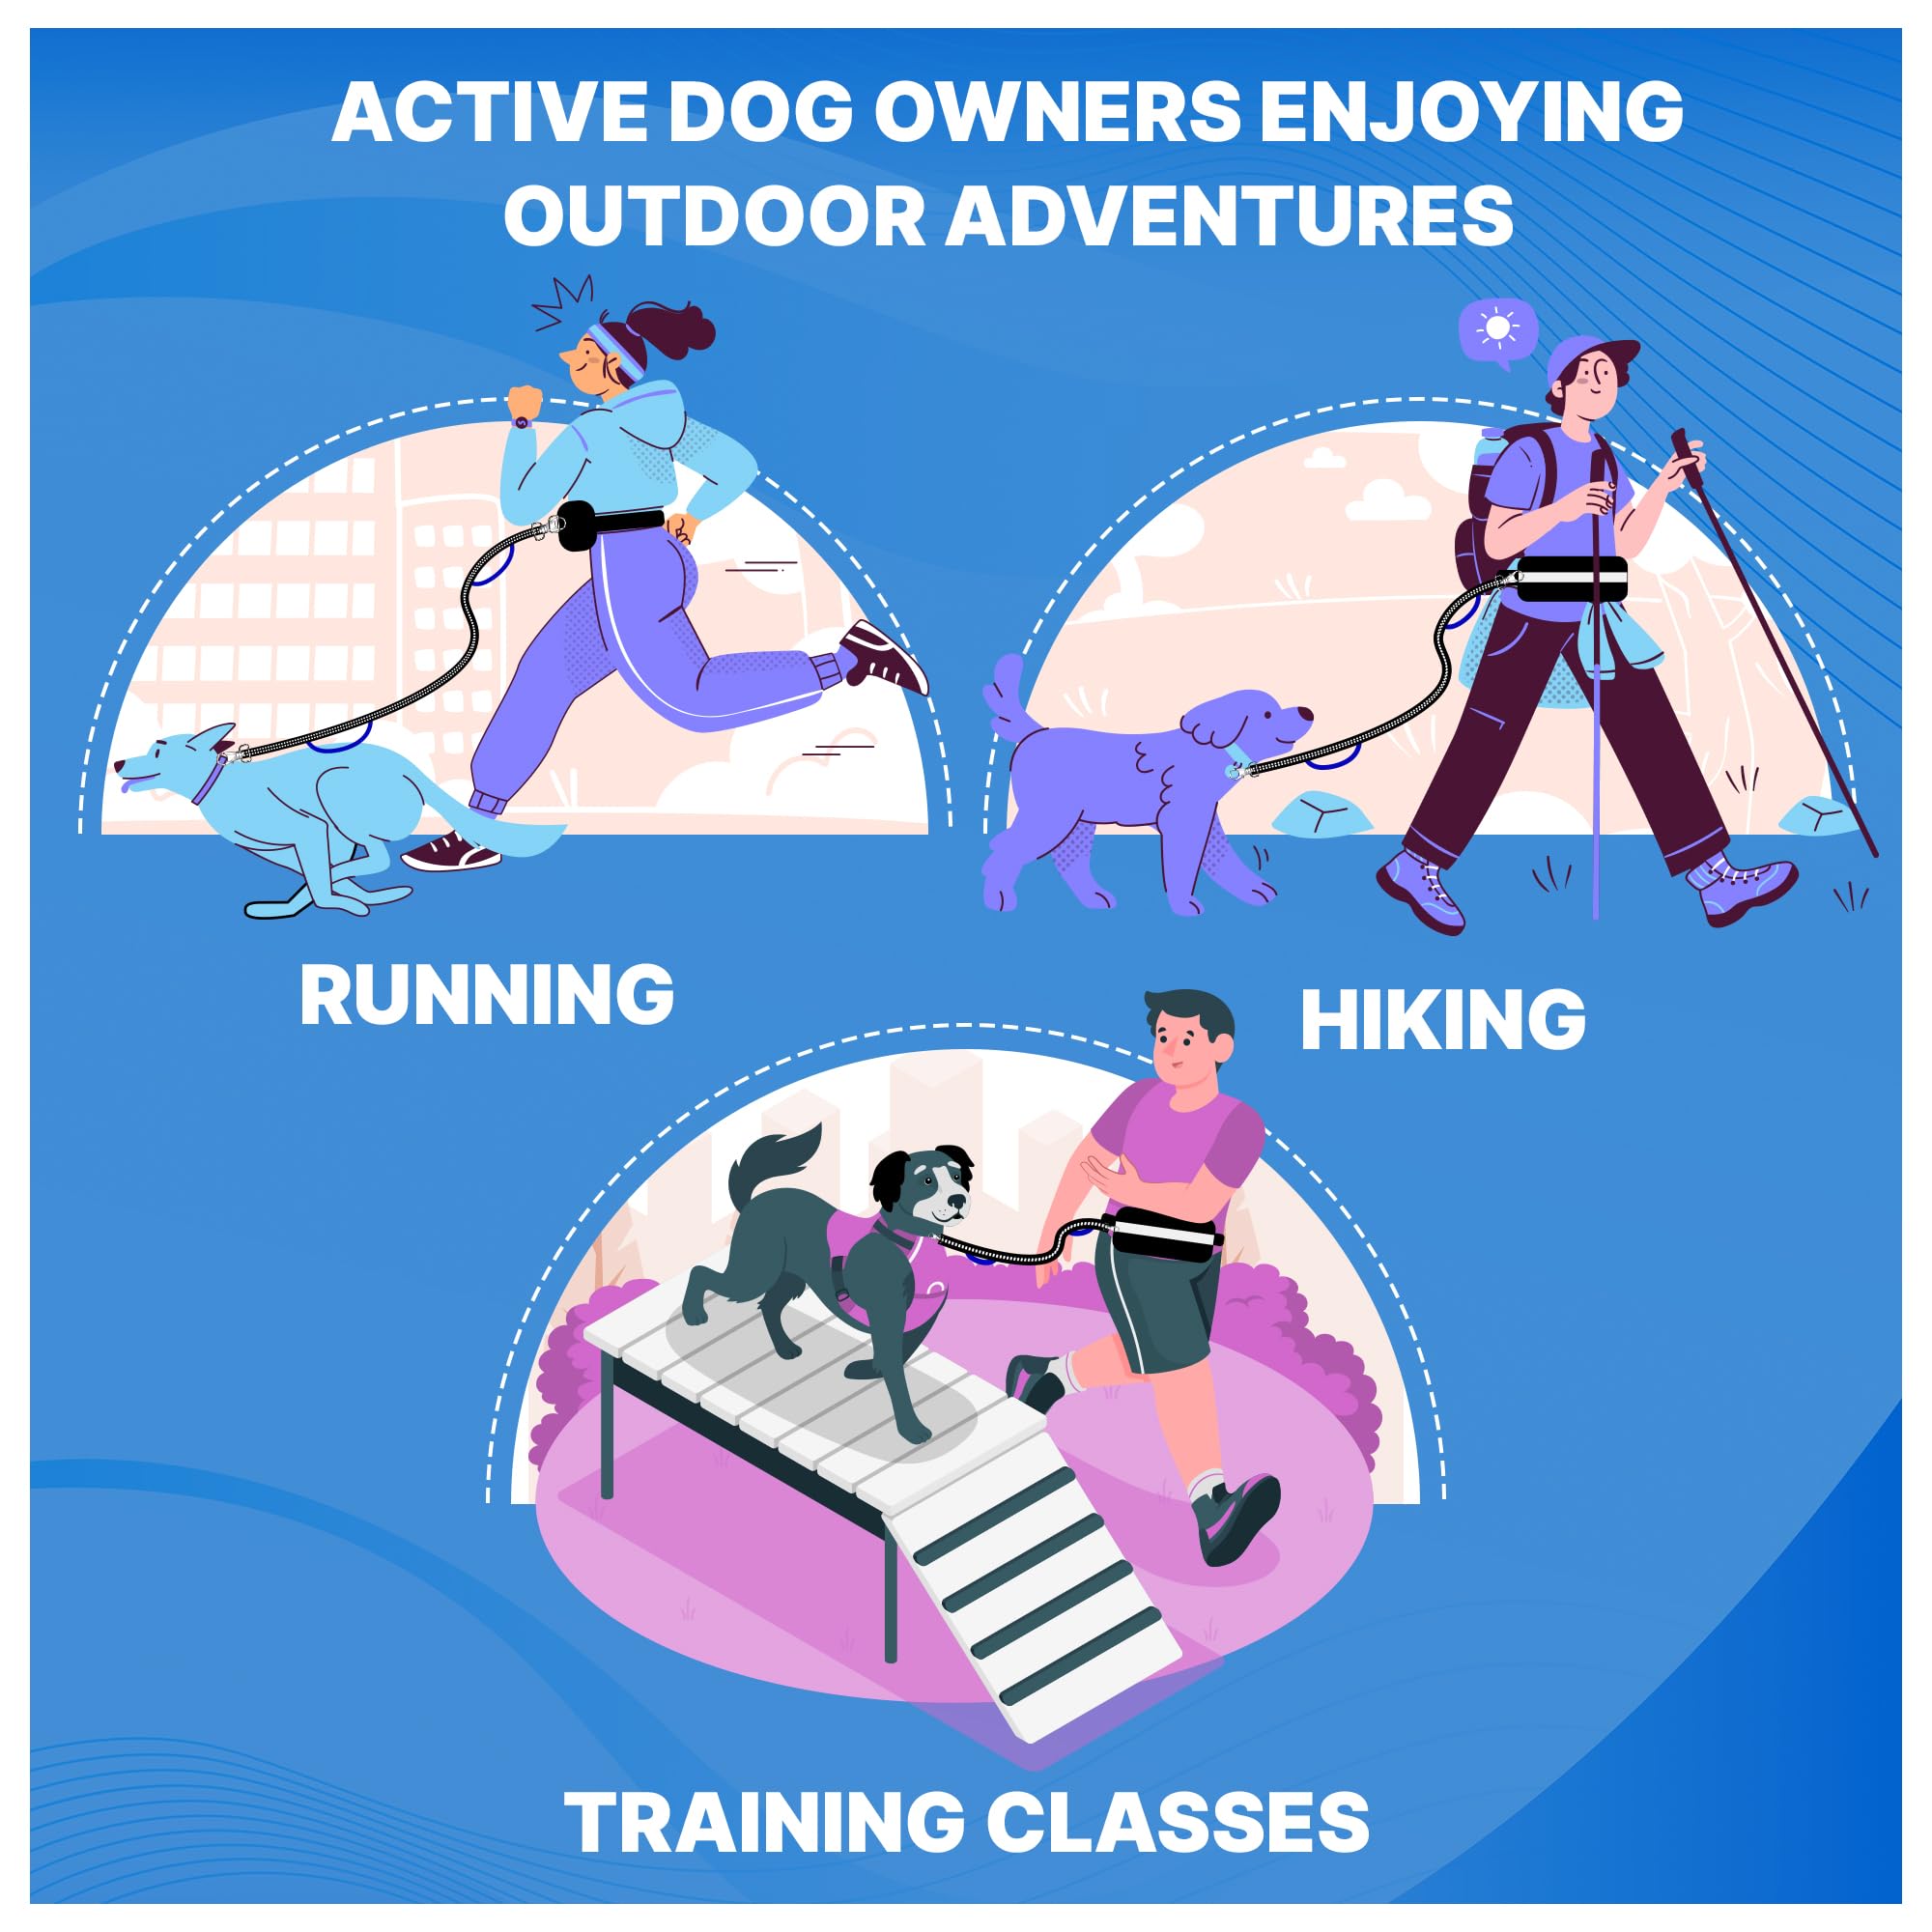 ACTIVE DOG OWNERS ENJOYING
OUTDOOR ADVENTURES
RUNNING
HIKING
TRAINING CLASSES